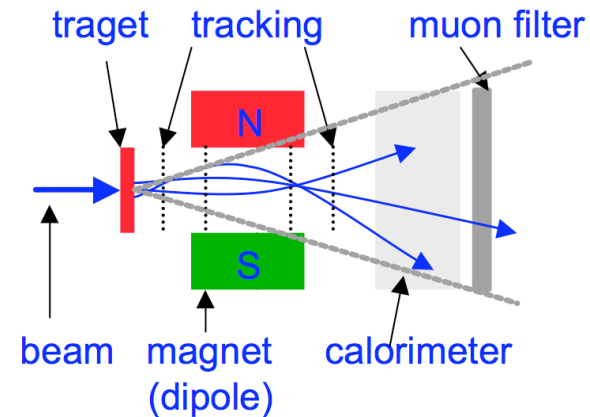 traget tracking muon filter
N
S
beam magnet calorimeter
(dipole)